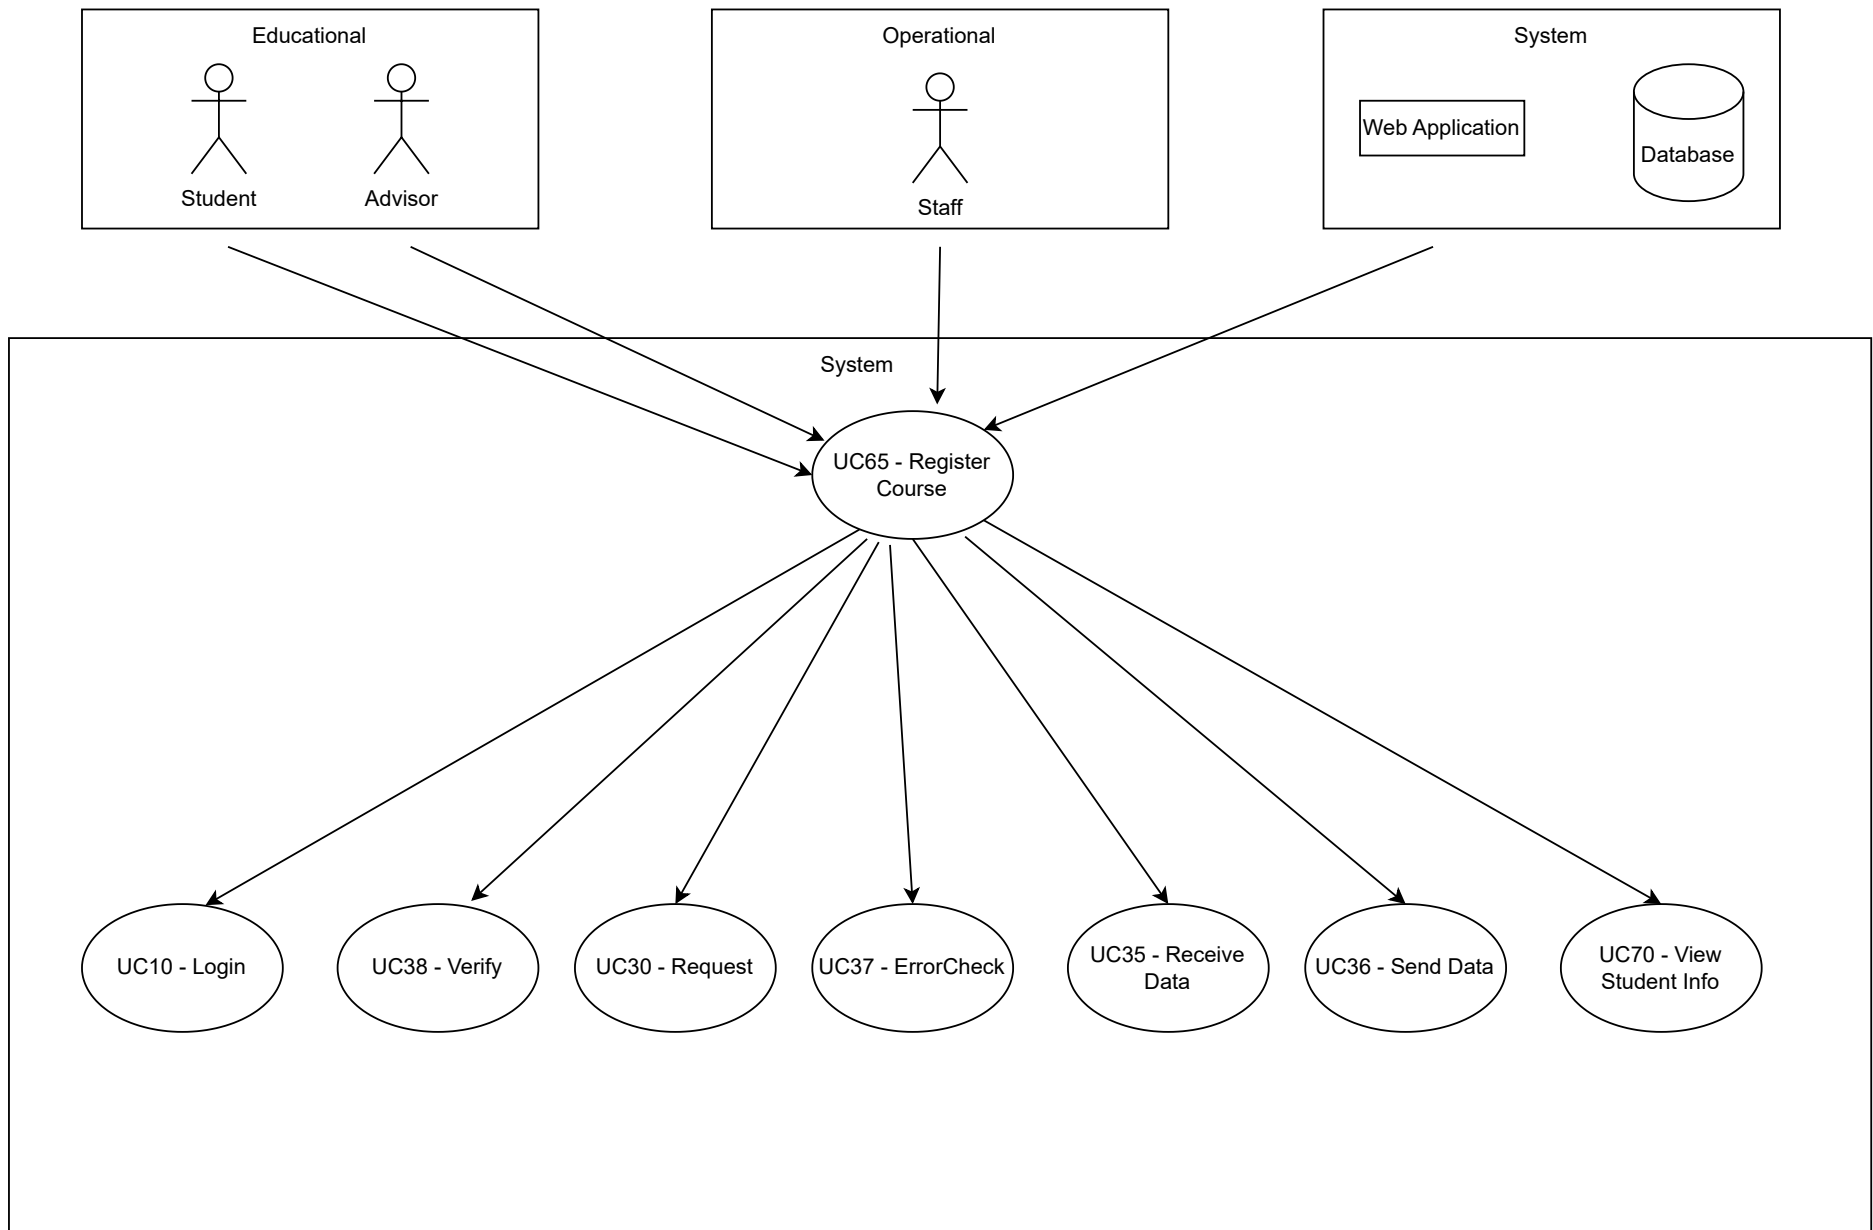 Educational
Operational
System
Student
Advisor
Staff
Web Application
Database
System
UC65 - Register
Course
UC10 - Login
UC38 - Verify
UC30 - Request
UC37 - ErrorCheck
UC35 - Receive
Data
UC36 - Send Data
UC70 - View
Student Info